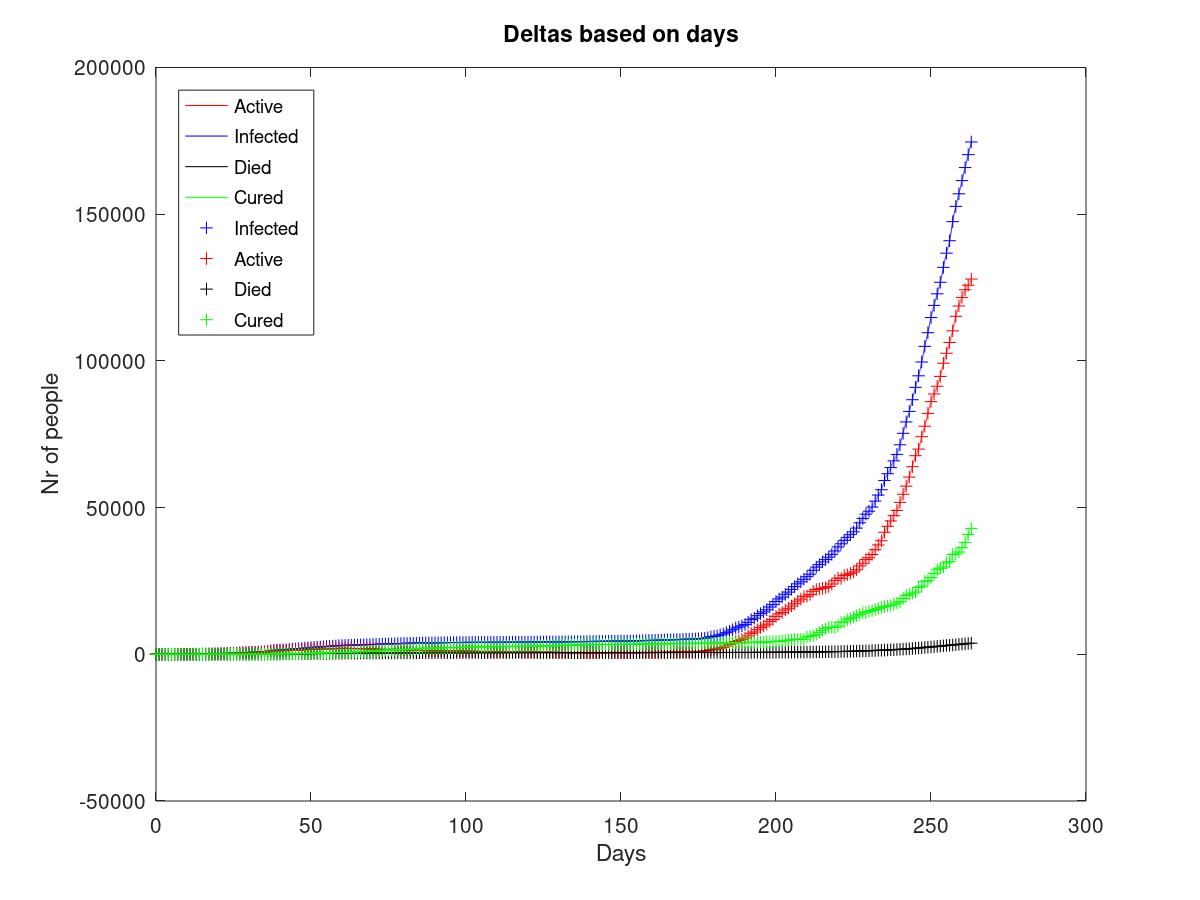 Deltas based on days
200000
150000
100000
50000
0
-50000
Nr of people
Active
Infected
Died
Cured
Infected
Active
Died
Cured
0 50 100 150 200 250 300
Days